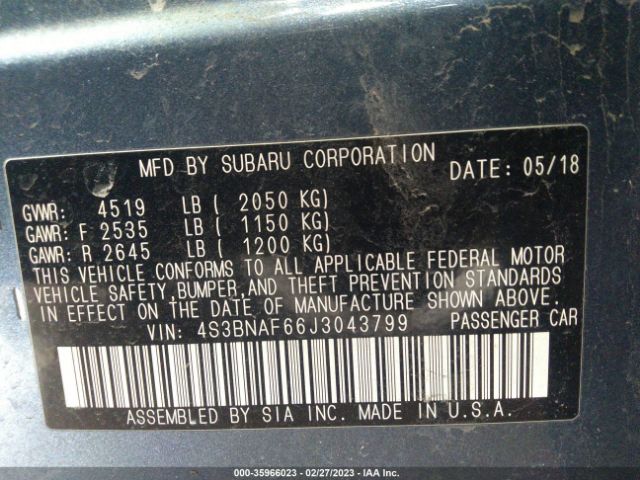 MFD BY SUBARU CORPORATION DATE: 05/18
GVWR: 4519 LB ( 2050 KG)
GAWR: F 2535 LB ( 1150 KG)
GAWR: R 2645 LB ( 1200 KG)
THIS VEHICLE CONFORMS TO ALL APPLICABLE FEDERAL MOTOR
VEHICLE SAFETY,BUMPER,AND THEFT PREVENTION STANDARDS
IN EFFECT ON THE DATE OF MANUFACTURE SHOWN ABOVE.
VIN: 4S3BNAF66J3043799 PASSENGER CAR
ASSEMBLED BY SIA INC. MADE IN U.S.A.
000-35966023 - 02/27/2023 - IAA Inc.